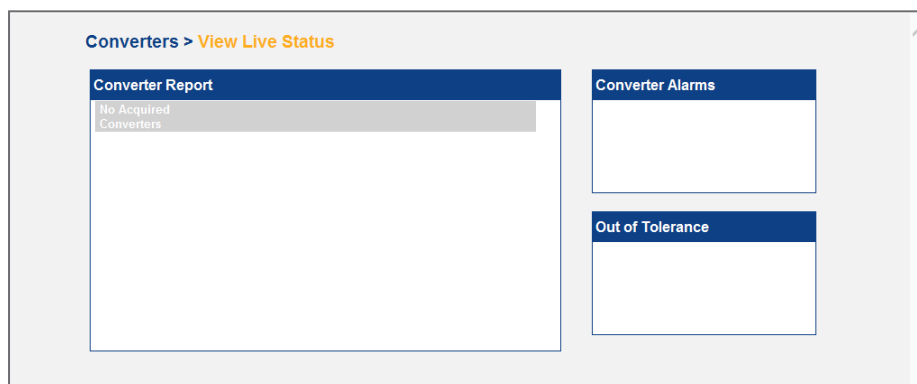 Converters > View Live Status
Converter Report
No Acquired
Converters
Converter Alarms
Out of Tolerance